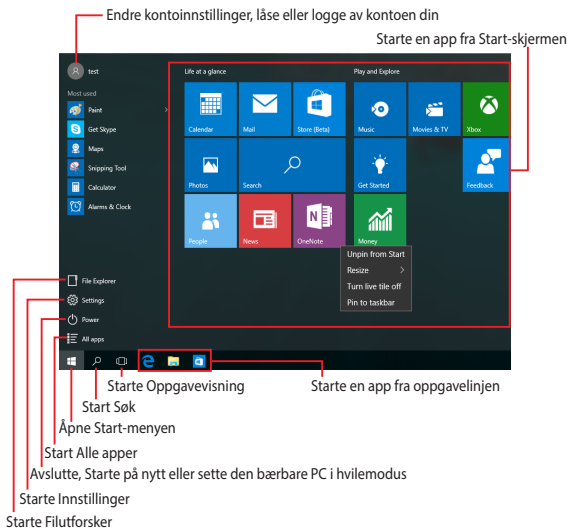 Endre kontoinnstillinger, låse eller logge av kontoen din
Starte en app fra Start-skjermen
test
Life at a glance
Play and Explore
Most used
Paint
Get Skype
Maps
Snipping Tool
Calculator
Alarms & Clock
Calendar
Mail
Store (Beta)
Music
Movies & TV
Xbox
Photos
Search
Get Started
Feedback
People
News
OneNote
Money
Unpin from Start
Resize
Turn live tile off
Pin to taskbar
File Explorer
Settings
Power
All apps
Starte Oppgavevisning
Starte en app fra oppgavelinjen
Start Søk
Åpne Start-menyen
Start Alle apper
Avslutte, Starte på nytt eller sette den bærbare PC i hvilemodus
Starte Innstillinger
Starte Filutforsker